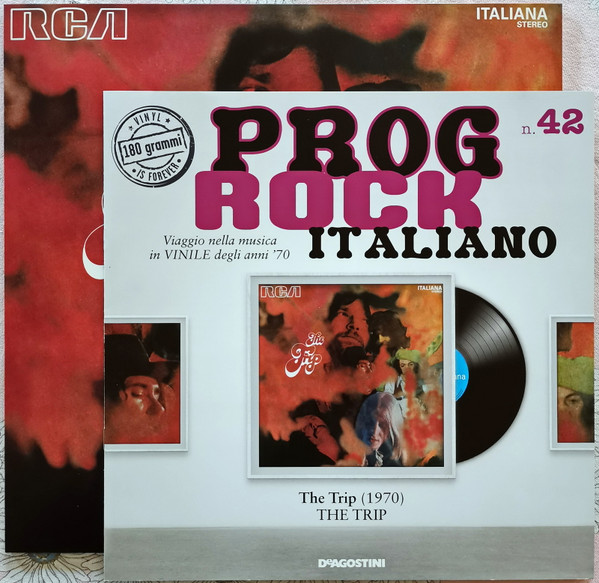 RCA
ITALIANA
STEREO
VINYL
180 grammi
IS FOREVER
PROG
n. 42
ROCK
Viaggio nella musica
in VINILE degli anni '70
ITALIANO
RCA
ITALIANA
STEREO
The
Trip
The Trip (1970)
THE TRIP
DeAGOSTINI